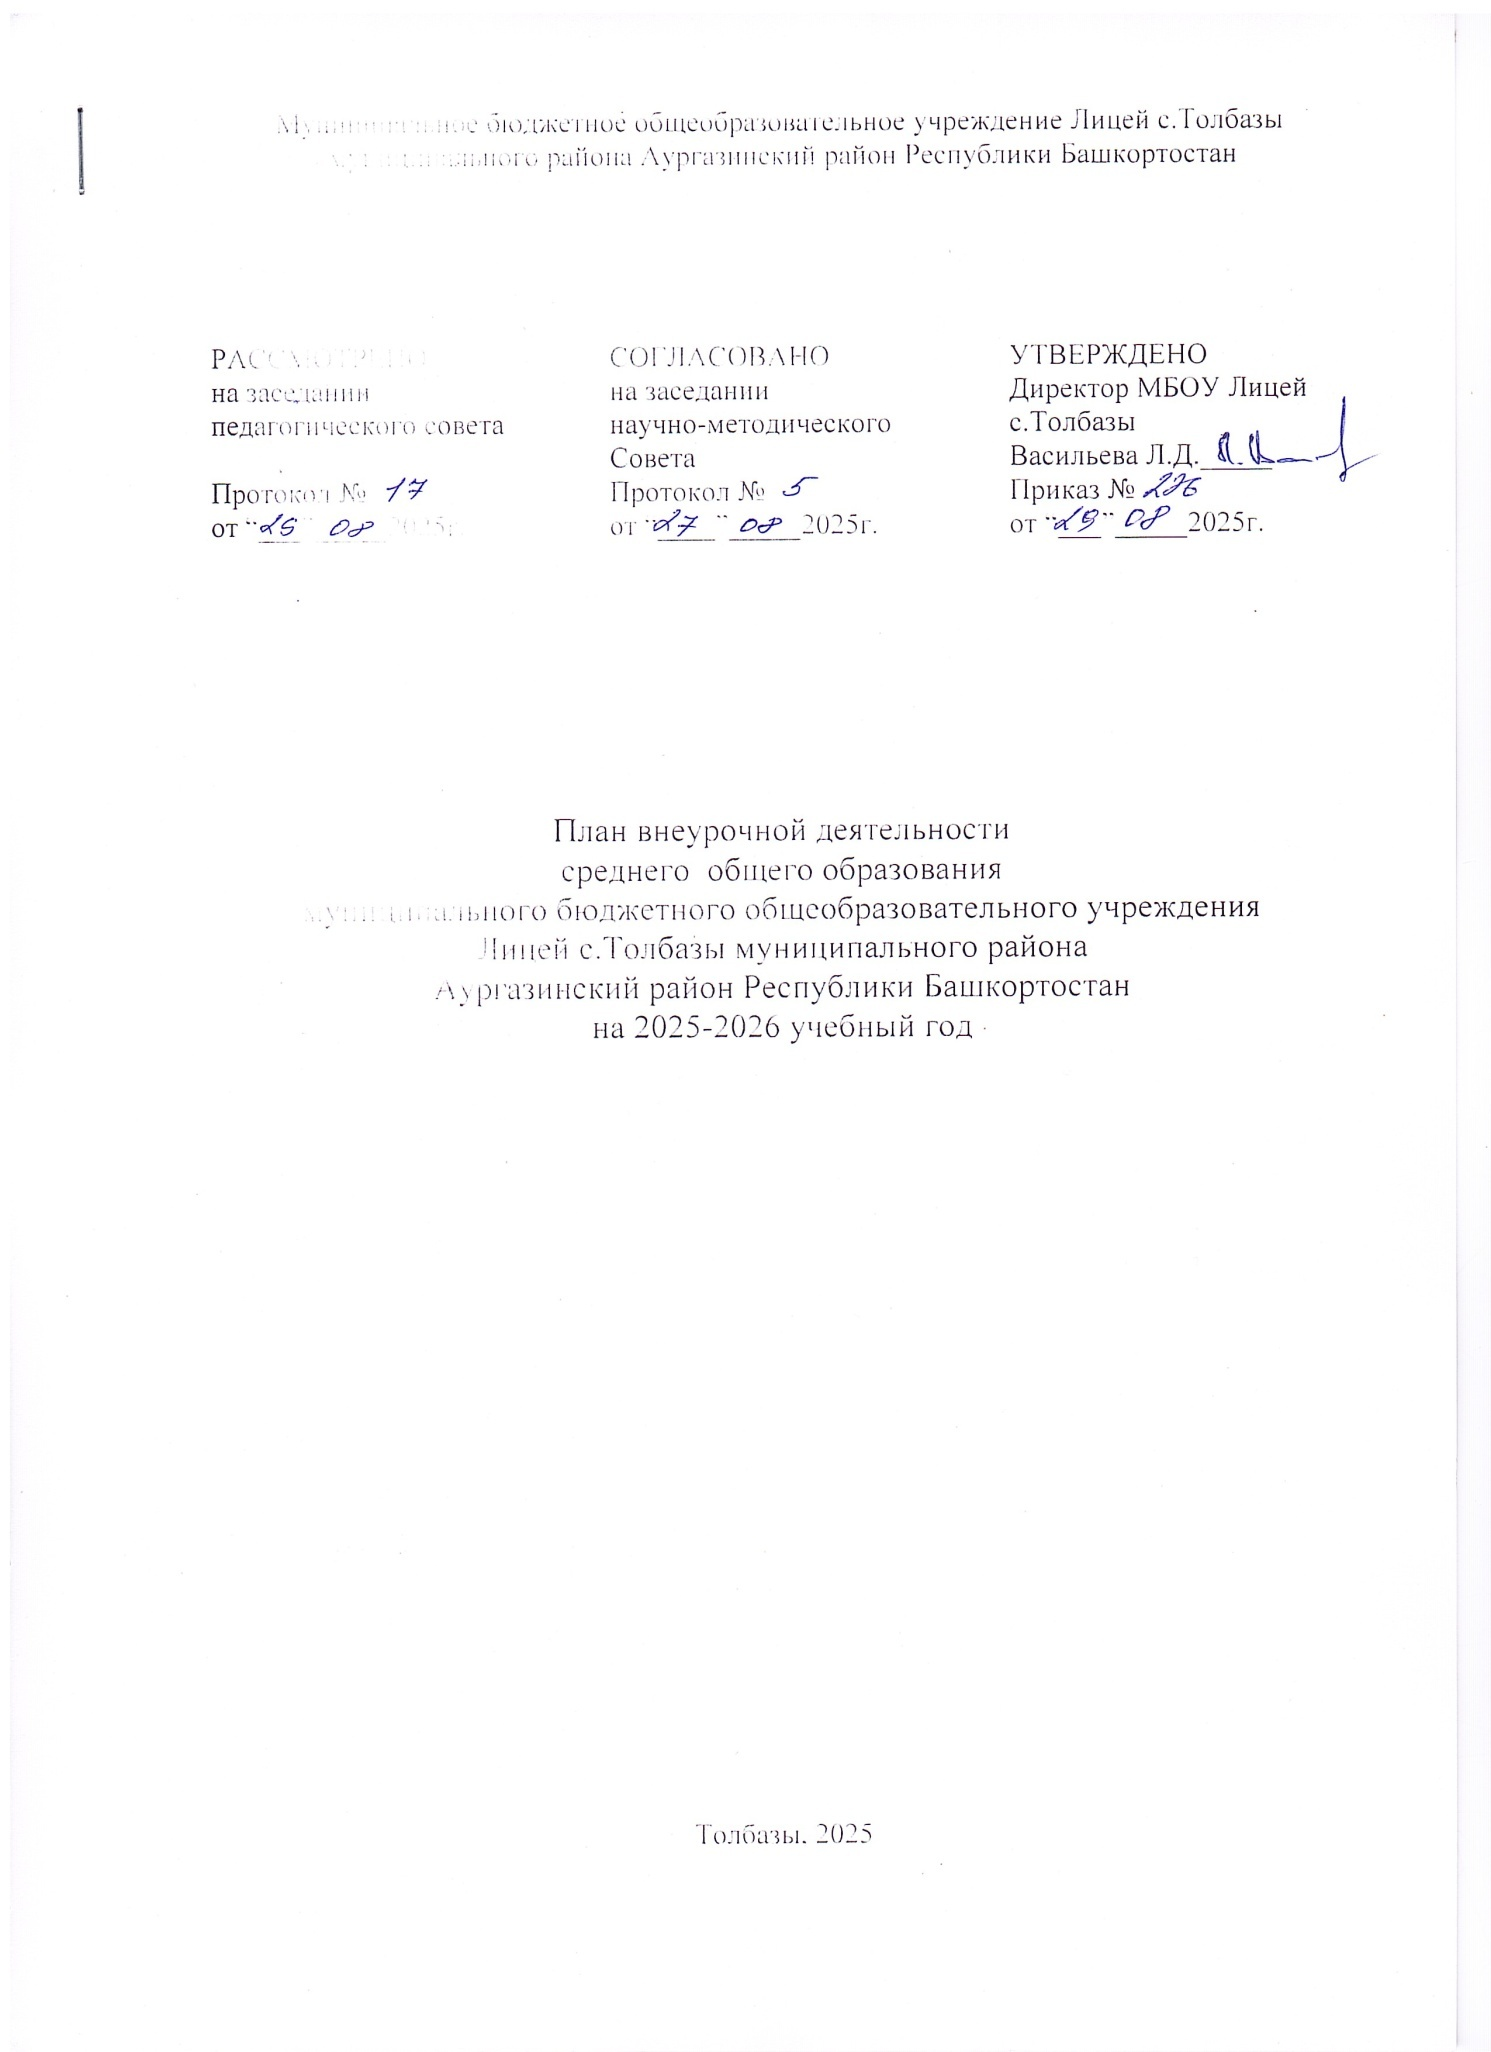 Муниципальное бюджетное общеобразовательное учреждение Лицей с.Толбазы
муниципального района Аургазинский район Республики Башкортостан
РАССМОТРЕНО
на заседании
педагогического совета
Протокол № 17
от "   " 08 2025г.
СОГЛАСОВАНО
на заседании
научно-методического
Совета
Протокол № 5
от "27" 08 2025г.
УТВЕРЖДЕНО
Директор МБОУ Лицей
с.Толбазы
Васильева Л.Д.
Приказ №
от "29" 08 2025г.
План внеурочной деятельности
среднего общего образования
муниципального бюджетного общеобразовательного учреждения
Лицей с.Толбазы муниципального района
Аургазинский район Республики Башкортостан
на 2025-2026 учебный год
Толбазы, 2025